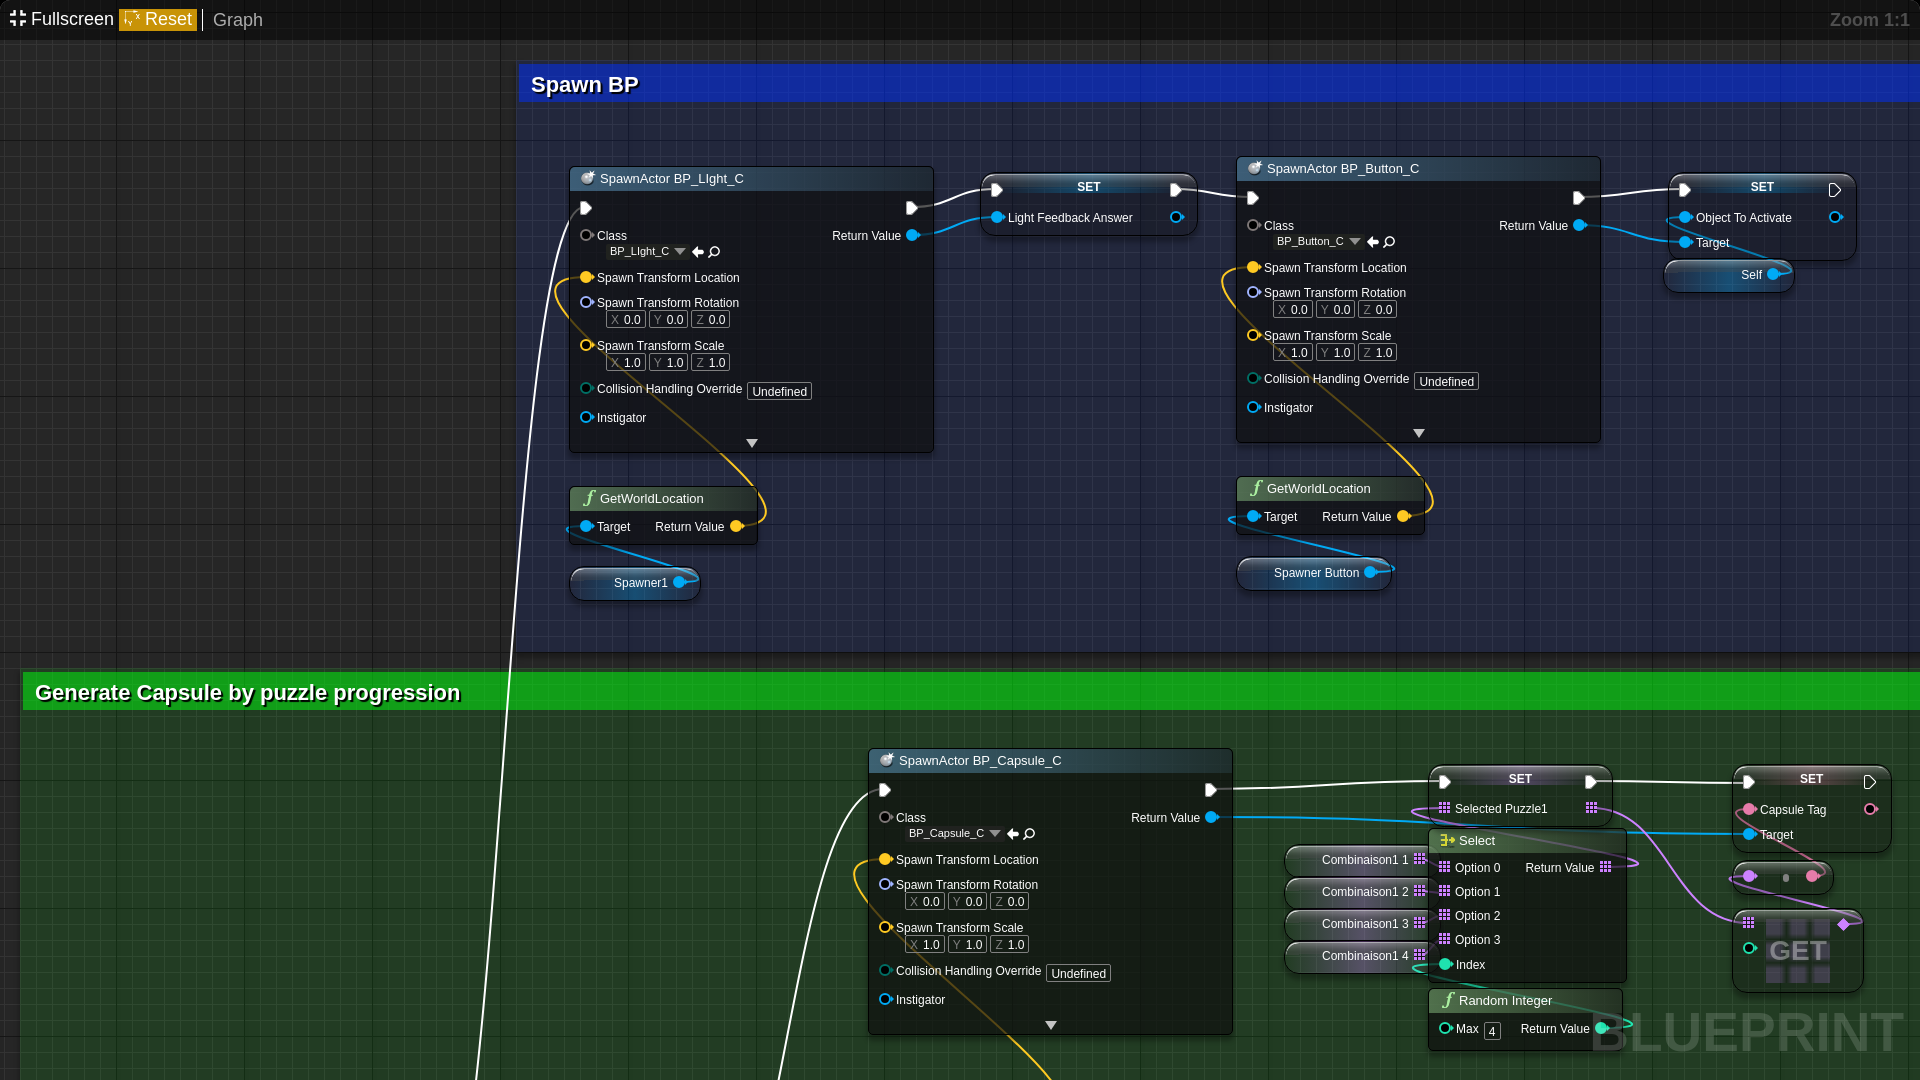 Fullscreen Reset Graph Zoom 1:1
Spawn BP
SpawnActor BP_LIght_C
Class
Return Value
BP_LIght_C
Spawn Transform Location
Spawn Transform Rotation
X 0.0 Y 0.0 Z 0.0
Spawn Transform Scale
X 1.0 Y 1.0 Z 1.0
Collision Handling Override Undefined
Instigator
SET
Light Feedback Answer
SpawnActor BP_Button_C
Class
Return Value
BP_Button_C
Spawn Transform Location
Spawn Transform Rotation
X 0.0 Y 0.0 Z 0.0
Spawn Transform Scale
X 1.0 Y 1.0 Z 1.0
Collision Handling Override Undefined
Instigator
SET
Object To Activate
Target
Self
f GetWorldLocation
Target Return Value
Spawner1
f GetWorldLocation
Target Return Value
Spawner Button
Generate Capsule by puzzle progression
SpawnActor BP_Capsule_C
Class
Return Value
BP_Capsule_C
Spawn Transform Location
Spawn Transform Rotation
X 0.0 Y 0.0 Z 0.0
Spawn Transform Scale
X 1.0 Y 1.0 Z 1.0
Collision Handling Override Undefined
Instigator
SET
Selected Puzzle1
Select
Option 0 Return Value
Option 1
Option 2
Option 3
Index
Combinaison1 1
Combinaison1 2
Combinaison1 3
Combinaison1 4
f Random Integer
Max 4 Return Value
SET
Capsule Tag
Target
GET
BLUEPRINT